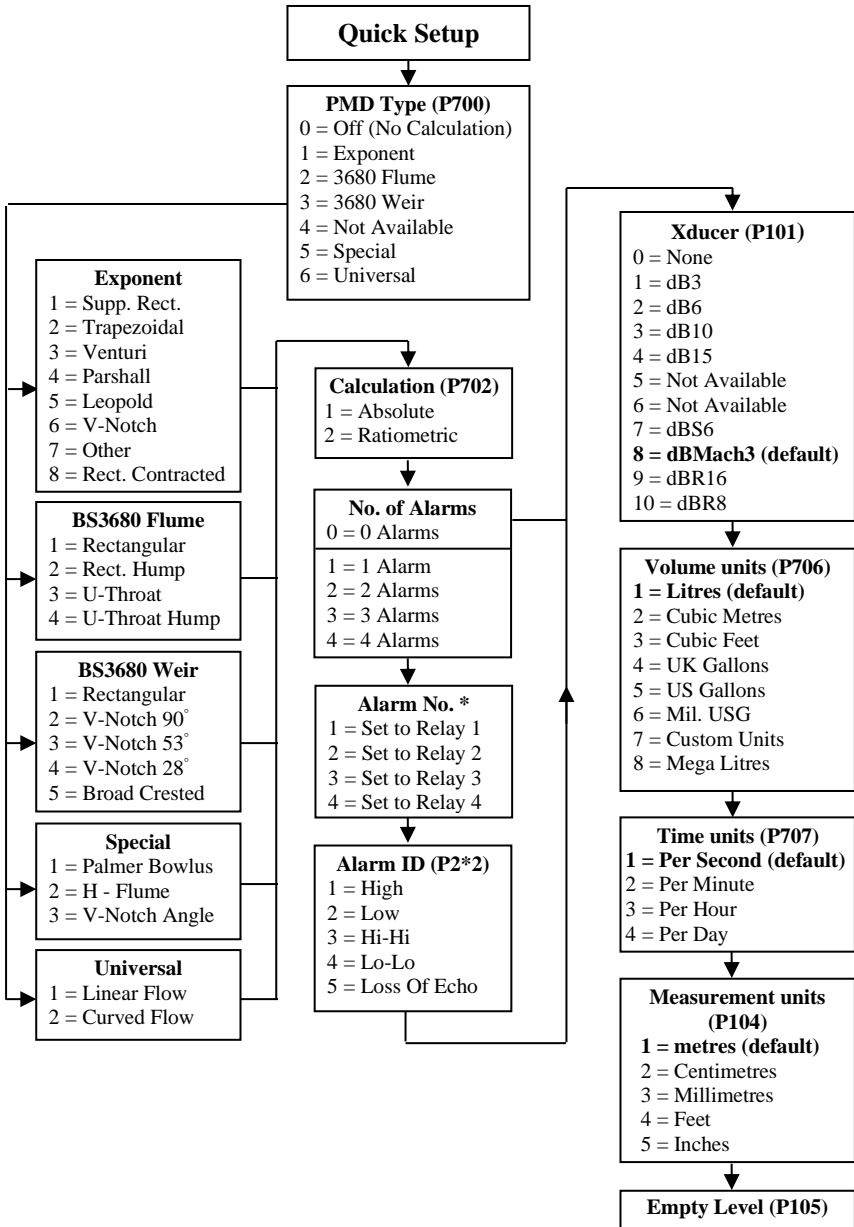 Quick Setup
PMD Type (P700)
0 = Off (No Calculation)
1 = Exponent
2 = 3680 Flume
3 = 3680 Weir
4 = Not Available
5 = Special
6 = Universal
Exponent
1 = Supp. Rect.
2 = Trapezoidal
3 = Venturi
4 = Parshall
5 = Leopold
6 = V-Notch
7 = Other
8 = Rect. Contracted
BS3680 Flume
1 = Rectangular
2 = Rect. Hump
3 = U-Throat
4 = U-Throat Hump
BS3680 Weir
1 = Rectangular
2 = V-Notch 90°
3 = V-Notch 53°
4 = V-Notch 28°
5 = Broad Crested
Special
1 = Palmer Bowlus
2 = H - Flume
3 = V-Notch Angle
Universal
1 = Linear Flow
2 = Curved Flow
Calculation (P702)
1 = Absolute
2 = Ratiometric
No. of Alarms
0 = 0 Alarms
1 = 1 Alarm
2 = 2 Alarms
3 = 3 Alarms
4 = 4 Alarms
Alarm No. *
1 = Set to Relay 1
2 = Set to Relay 2
3 = Set to Relay 3
4 = Set to Relay 4
Alarm ID (P2*2)
1 = High
2 = Low
3 = Hi-Hi
4 = Lo-Lo
5 = Loss Of Echo
Xducer (P101)
0 = None
1 = dB3
2 = dB6
3 = dB10
4 = dB15
5 = Not Available
6 = Not Available
7 = dBS6
8 = dBMach3 (default)
9 = dBR16
10 = dBR8
Volume units (P706)
1 = Litres (default)
2 = Cubic Metres
3 = Cubic Feet
4 = UK Gallons
5 = US Gallons
6 = Mil. USG
7 = Custom Units
8 = Mega Litres
Time units (P707)
1 = Per Second (default)
2 = Per Minute
3 = Per Hour
4 = Per Day
Measurement units
(P104)
1 = metres (default)
2 = Centimetres
3 = Millimetres
4 = Feet
5 = Inches
Empty Level (P105)